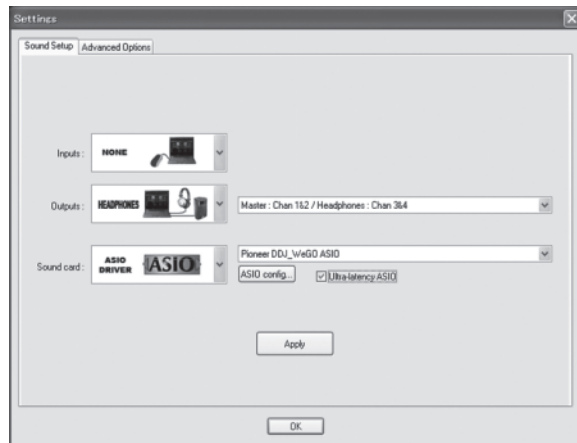 Settings
Sound Setup
Advanced Options
Inputs :
NONE
Outputs :
HEADPHONES
Master : Chan 1&2 / Headphones : Chan 3&4
Sound card :
ASIO DRIVER
ASIO
Pioneer DDJ_WeGO ASIO
ASIO config...
Ultra-latency ASIO
Apply
OK